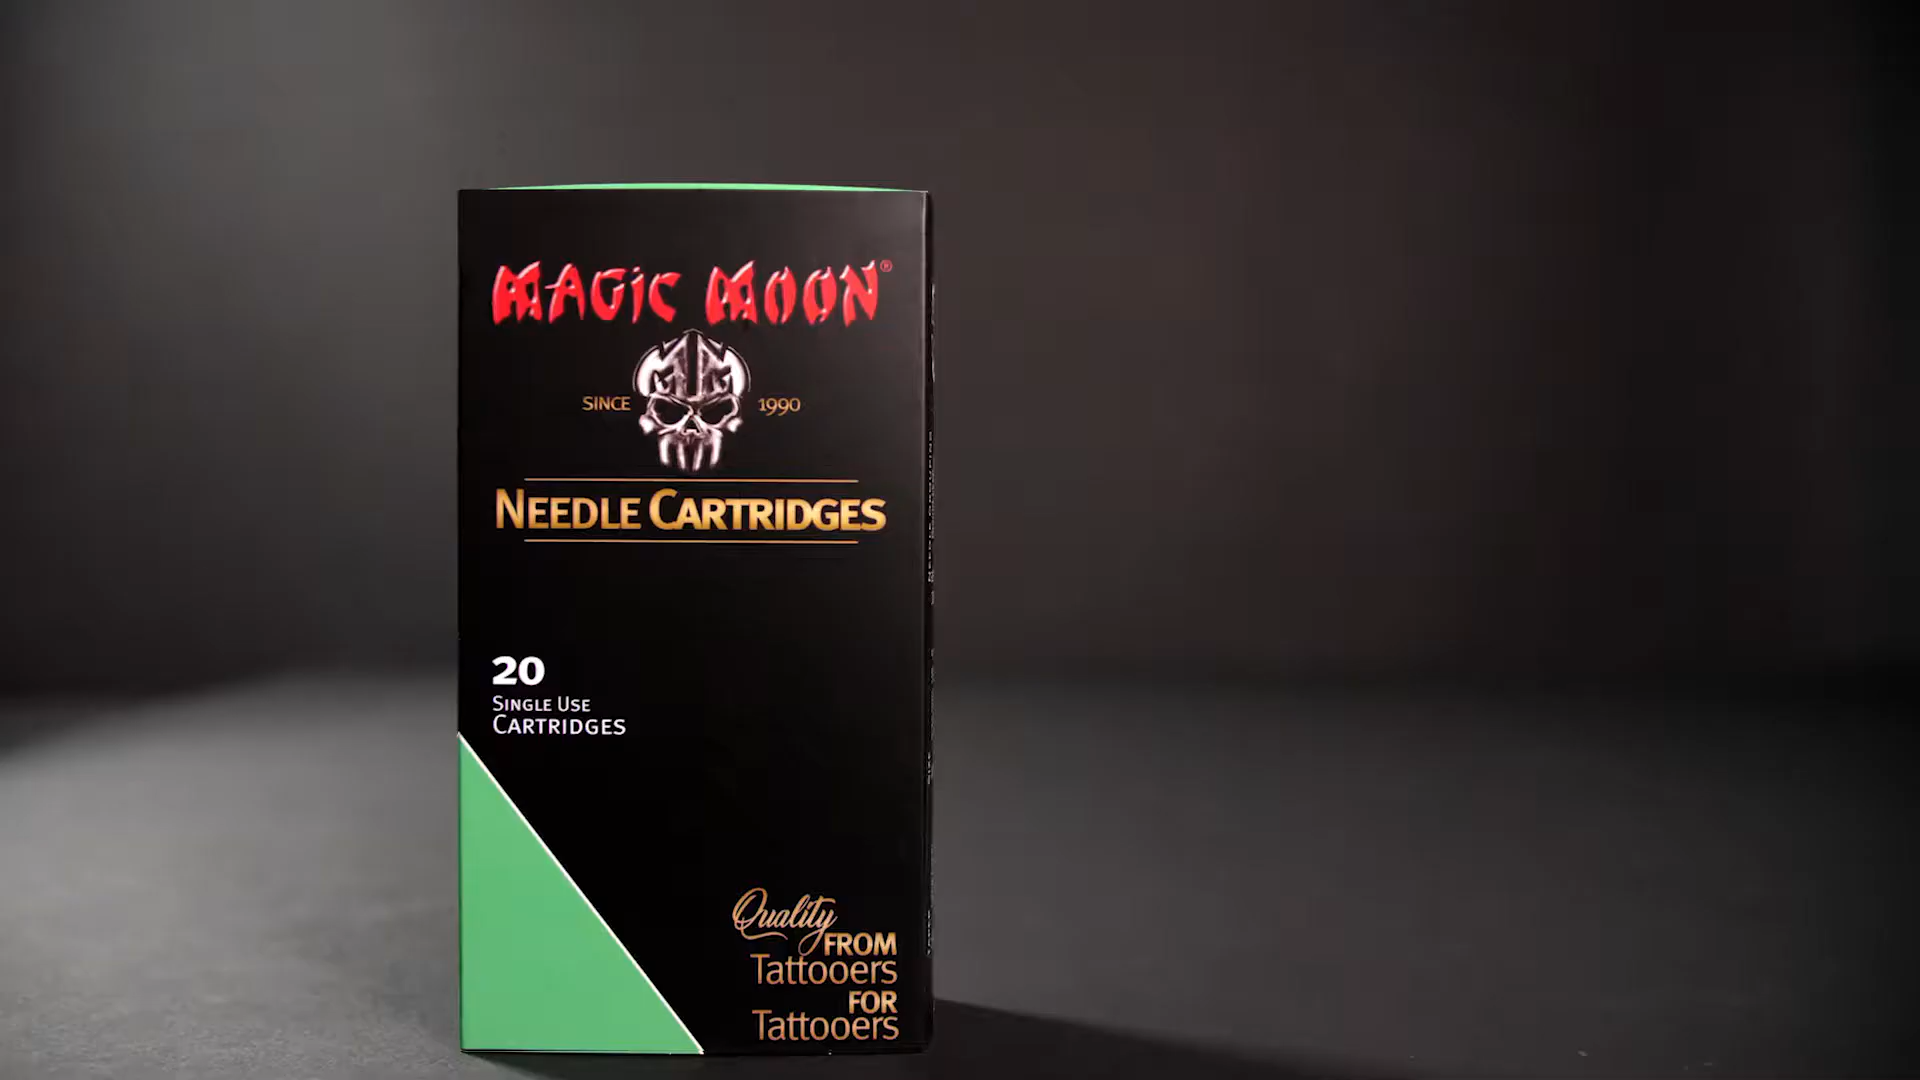 MAGIC MOON®
SINCE 1990
NEEDLE CARTRIDGES
20
SINGLE USE
CARTRIDGES
Quality
FROM
Tattooers
FOR
Tattooers